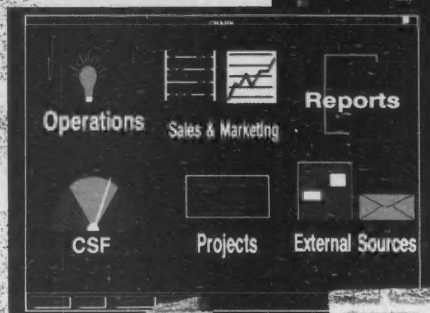 Operations
Sales & Marketing
Reports
CSF
Projects
External Sources